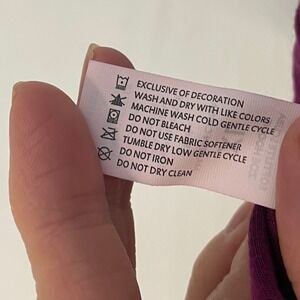 EXCLUSIVE OF DECORATION
WASH AND DRY WITH LIKE COLORS
MACHINE WASH COLD GENTLE CYCLE
DO NOT BLEACH
DO NOT USE FABRIC SOFTENER
TUMBLE DRY LOW GENTLE CYCLE
DO NOT IRON
DO NOT DRY CLEAN